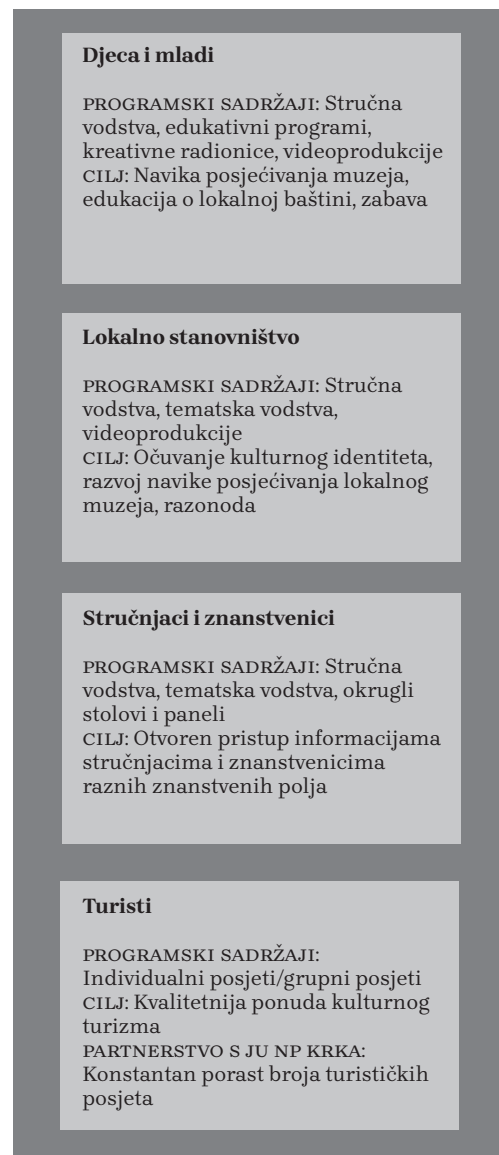 Djeca i mladi
PROGRAMSKI SADRŽAJI: Stručna
vodstva, edukativni programi,
kreativne radionice, videoprodukcije
CILJ: Navika posjećivanja muzeja,
edukacija o lokalnoj baštini, zabava
Lokalno stanovništvo
PROGRAMSKI SADRŽAJI: Stručna
vodstva, tematska vodstva,
videoprodukcije
CILJ: Očuvanje kulturnog identiteta,
razvoj navike posjećivanja lokalnog
muzeja, razonoda
Stručnjaci i znanstvenici
PROGRAMSKI SADRŽAJI: Stručna
vodstva, tematska vodstva, okrugli
stolovi i paneli
CILJ: Otvoren pristup informacijama
stručnjacima i znanstvenicima
raznih znanstvenih polja
Turisti
PROGRAMSKI SADRŽAJI:
Individualni posjeti/grupni posjeti
CILJ: Kvalitetnija ponuda kulturnog
turizma
PARTNERSTVO S JU NP KRKA:
Konstantan porast broja turističkih
posjeta